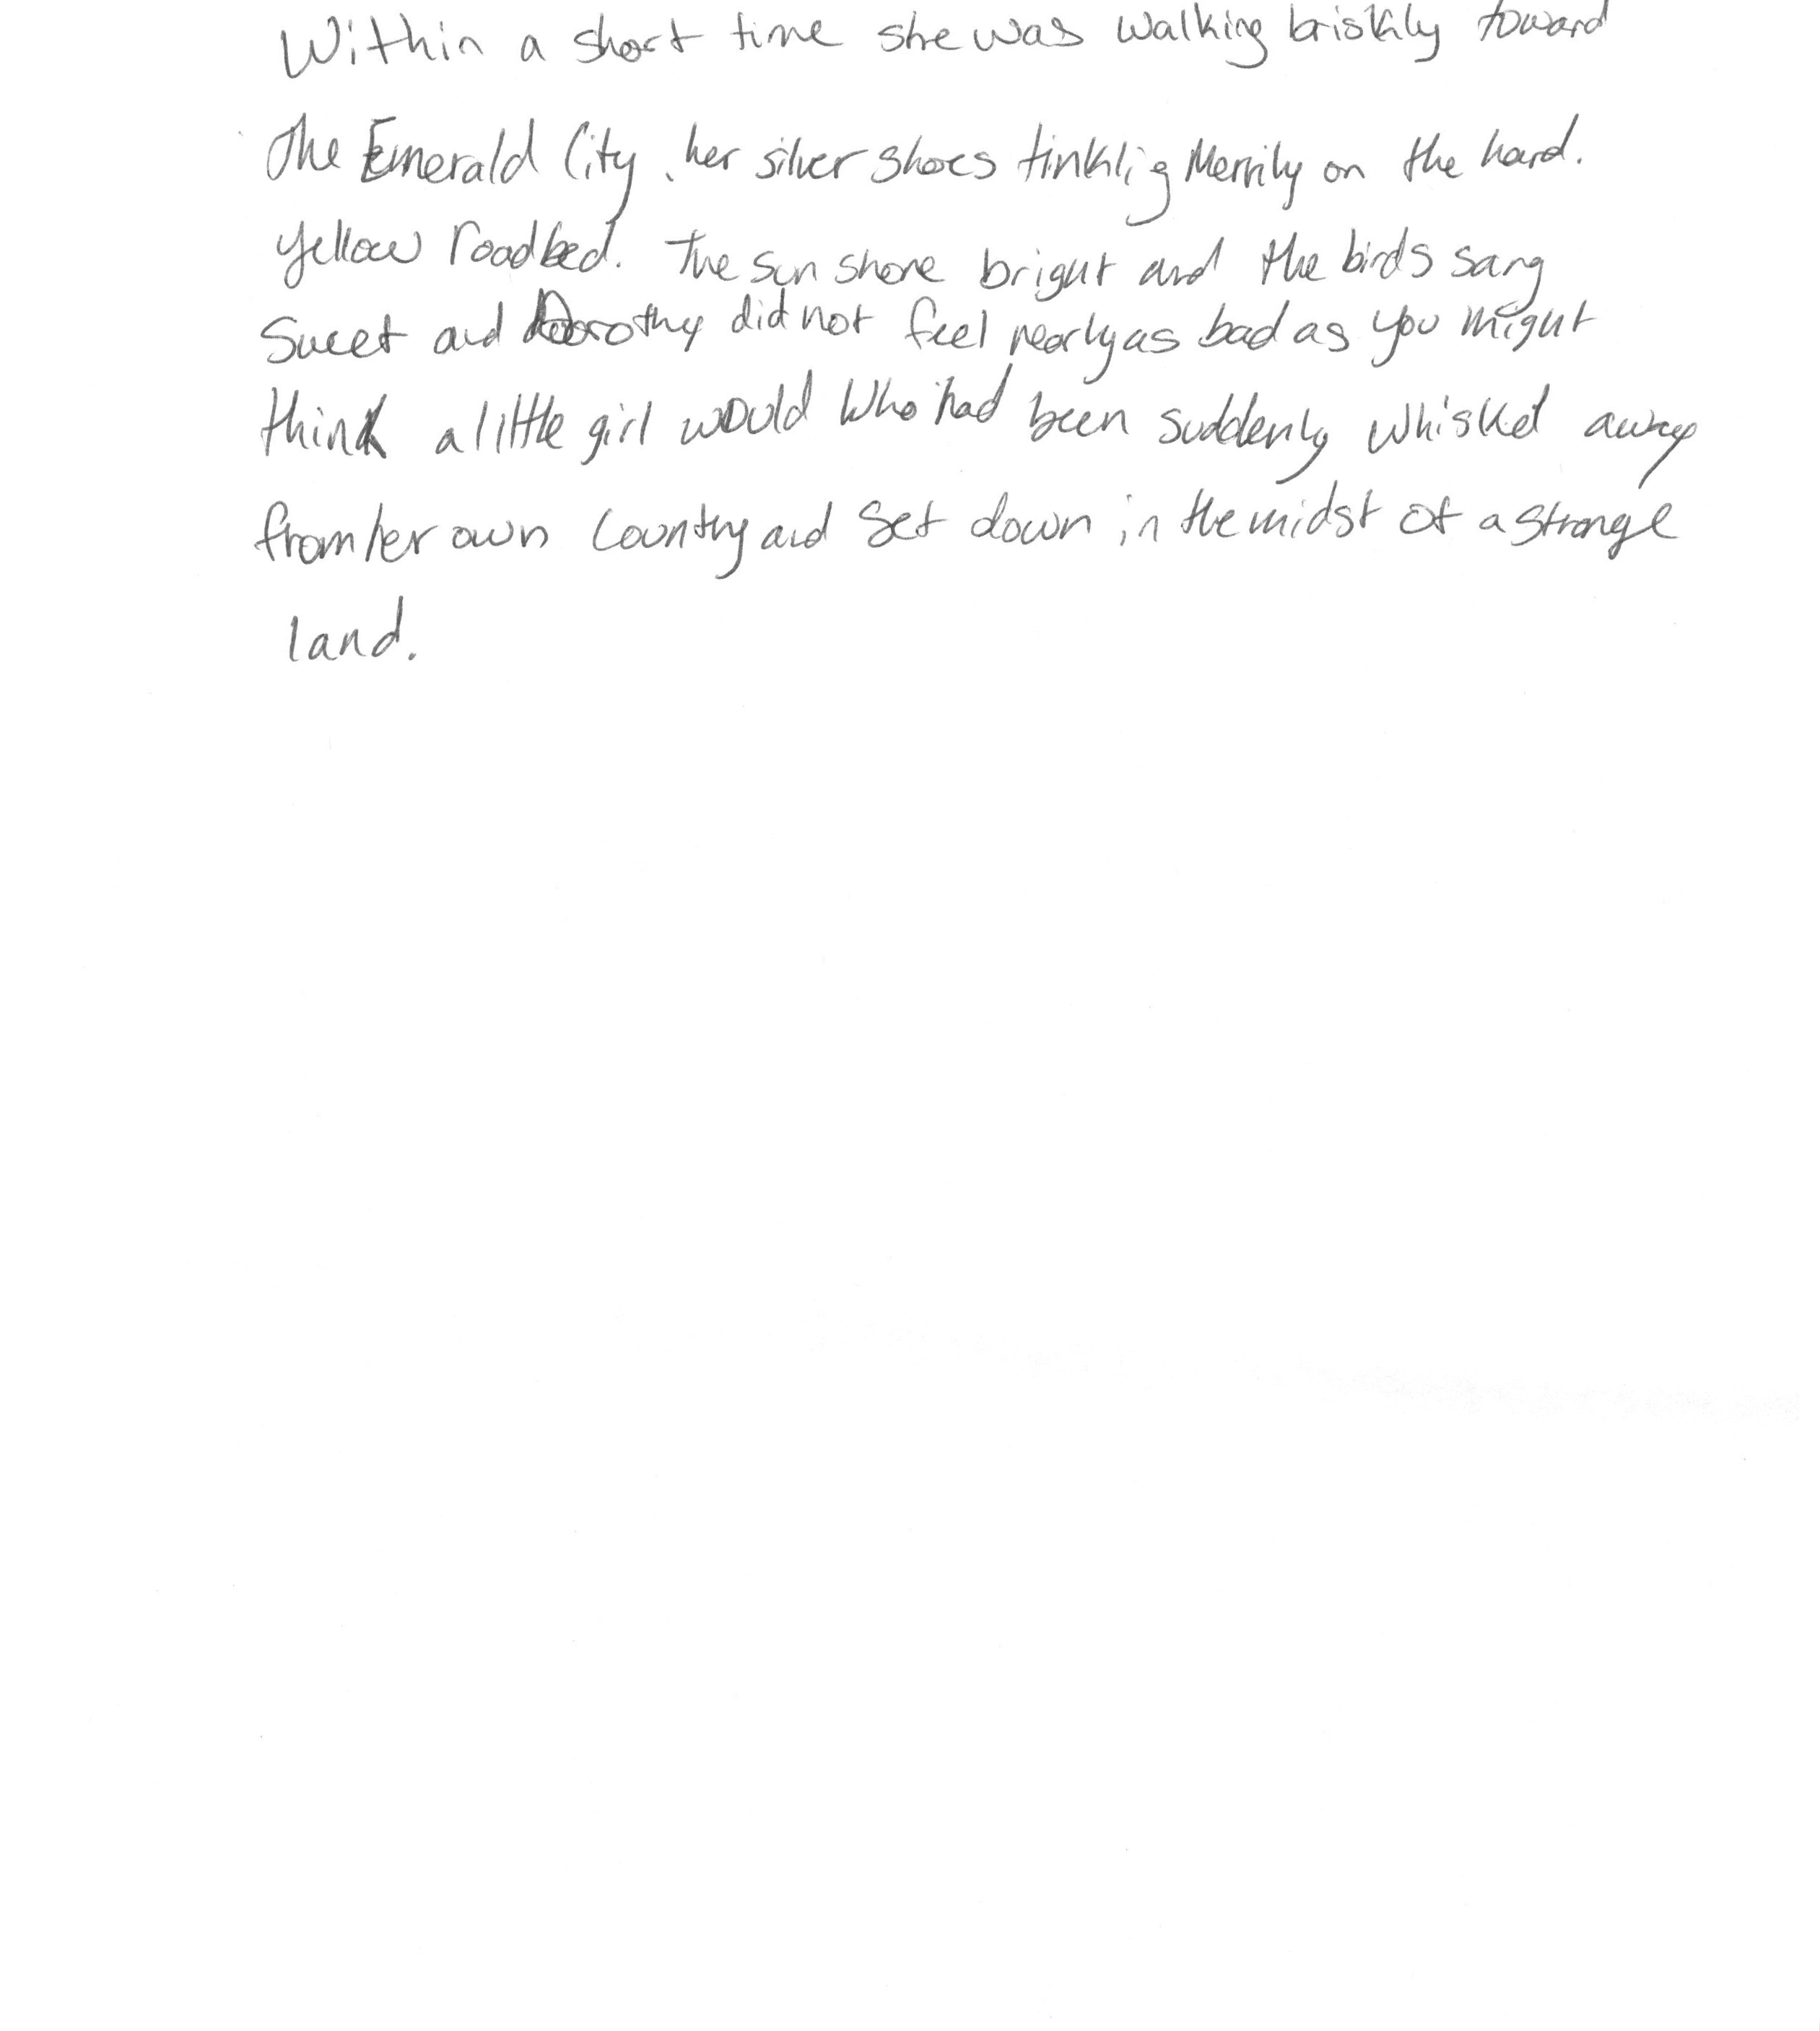 Within a short time she was walking briskily toward
The Emerald City, her silver shoes tinklig Merrily on the hard.
yellow roadbed. The sun shone bright and the birds sang
Sweet and Dorothy did not feel nearly as bad as you might
think a little girl would who had been suddenly whisked away
from her own Country and Set down in the midst of a strange
land.